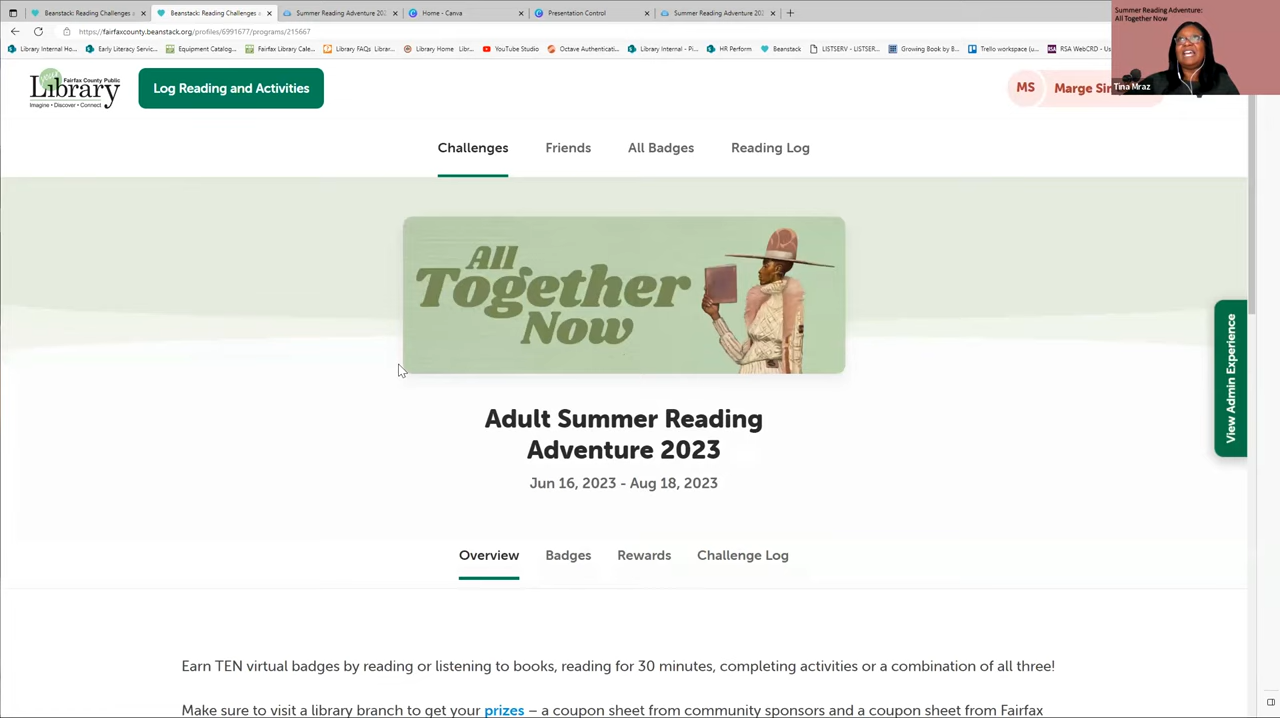 Beanstack: Reading Challenges a
Beanstack: Reading Challenges a
Summer Reading Adventure 202
Home - Canva
Presentation Control
Summer Reading Adventure 202
https://fairfaxcounty.beanstack.org/profiles/6991677/programs/215667
Library Internal Ho...
Early Literacy Servic...
Equipment Catalog...
Fairfax Library Cale...
Library FAQs Librar...
Library Home Libr...
YouTube Studio
Octave Authenticati...
Library Internal - Pi...
HR Perform
Beanstack
LISTSERV - LISTSER...
Growing Book by B...
Trello workspace (u...
RSA WebCRD - Us
Summer Reading Adventure:
All Together Now
Tina Mraz
your
Fairfax County Public
Library
Imagine • Discover • Connect
Log Reading and Activities
MS
Marge Sim
Challenges
Friends
All Badges
Reading Log
All
Together
Now
Adult Summer Reading
Adventure 2023
Jun 16, 2023 - Aug 18, 2023
View Admin Experience
Overview
Badges
Rewards
Challenge Log
Earn TEN virtual badges by reading or listening to books, reading for 30 minutes, completing activities or a combination of all three!
Make sure to visit a library branch to get your prizes – a coupon sheet from community sponsors and a coupon sheet from Fairfax